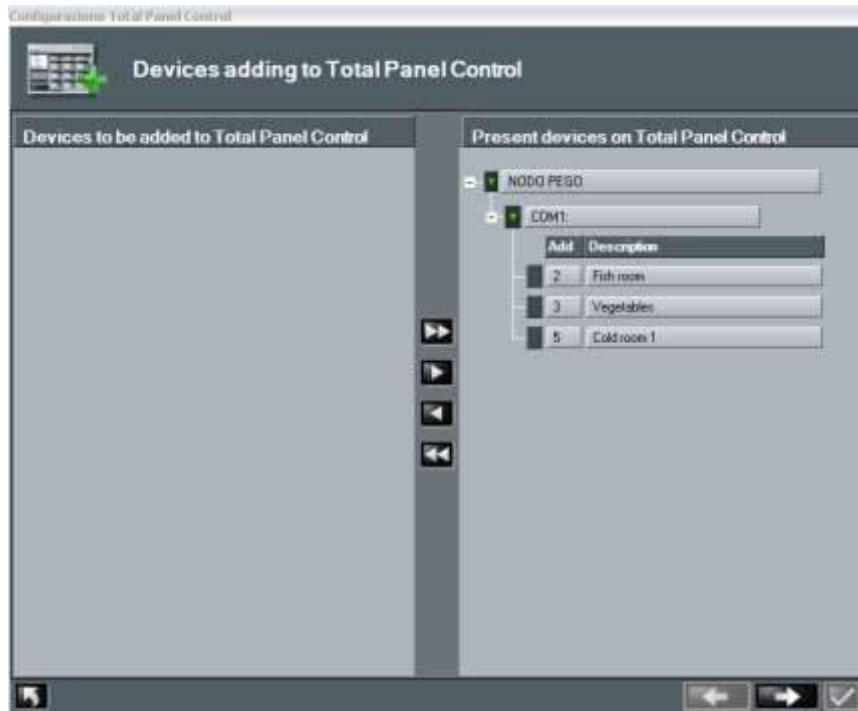 Configurazione Total Panel Control
Devices adding to Total Panel Control
Devices to be added to Total Panel Control
Present devices on Total Panel Control
NODO PEGO
COM1:
Add Description
2 Fish room
3 Vegetables
5 Cold room 1